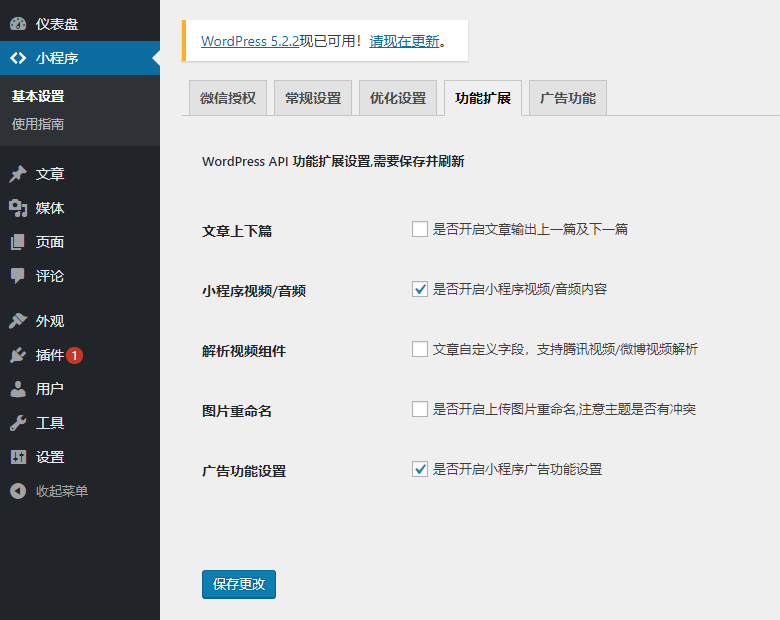 仪表盘
小程序
基本设置
使用指南
文章
媒体
页面
评论
外观
插件 1
用户
工具
设置
收起菜单
WordPress 5.2.2现已可用！请现在更新。
微信授权 常规设置 优化设置 功能扩展 广告功能
WordPress API 功能扩展设置,需要保存并刷新
文章上下篇 是否开启文章输出上一篇及下一篇
小程序视频/音频 是否开启小程序视频/音频内容
解析视频组件 文章自定义字段，支持腾讯视频/微博视频解析
图片重命名 是否开启上传图片重命名,注意主题是否有冲突
广告功能设置 是否开启小程序广告功能设置
保存更改